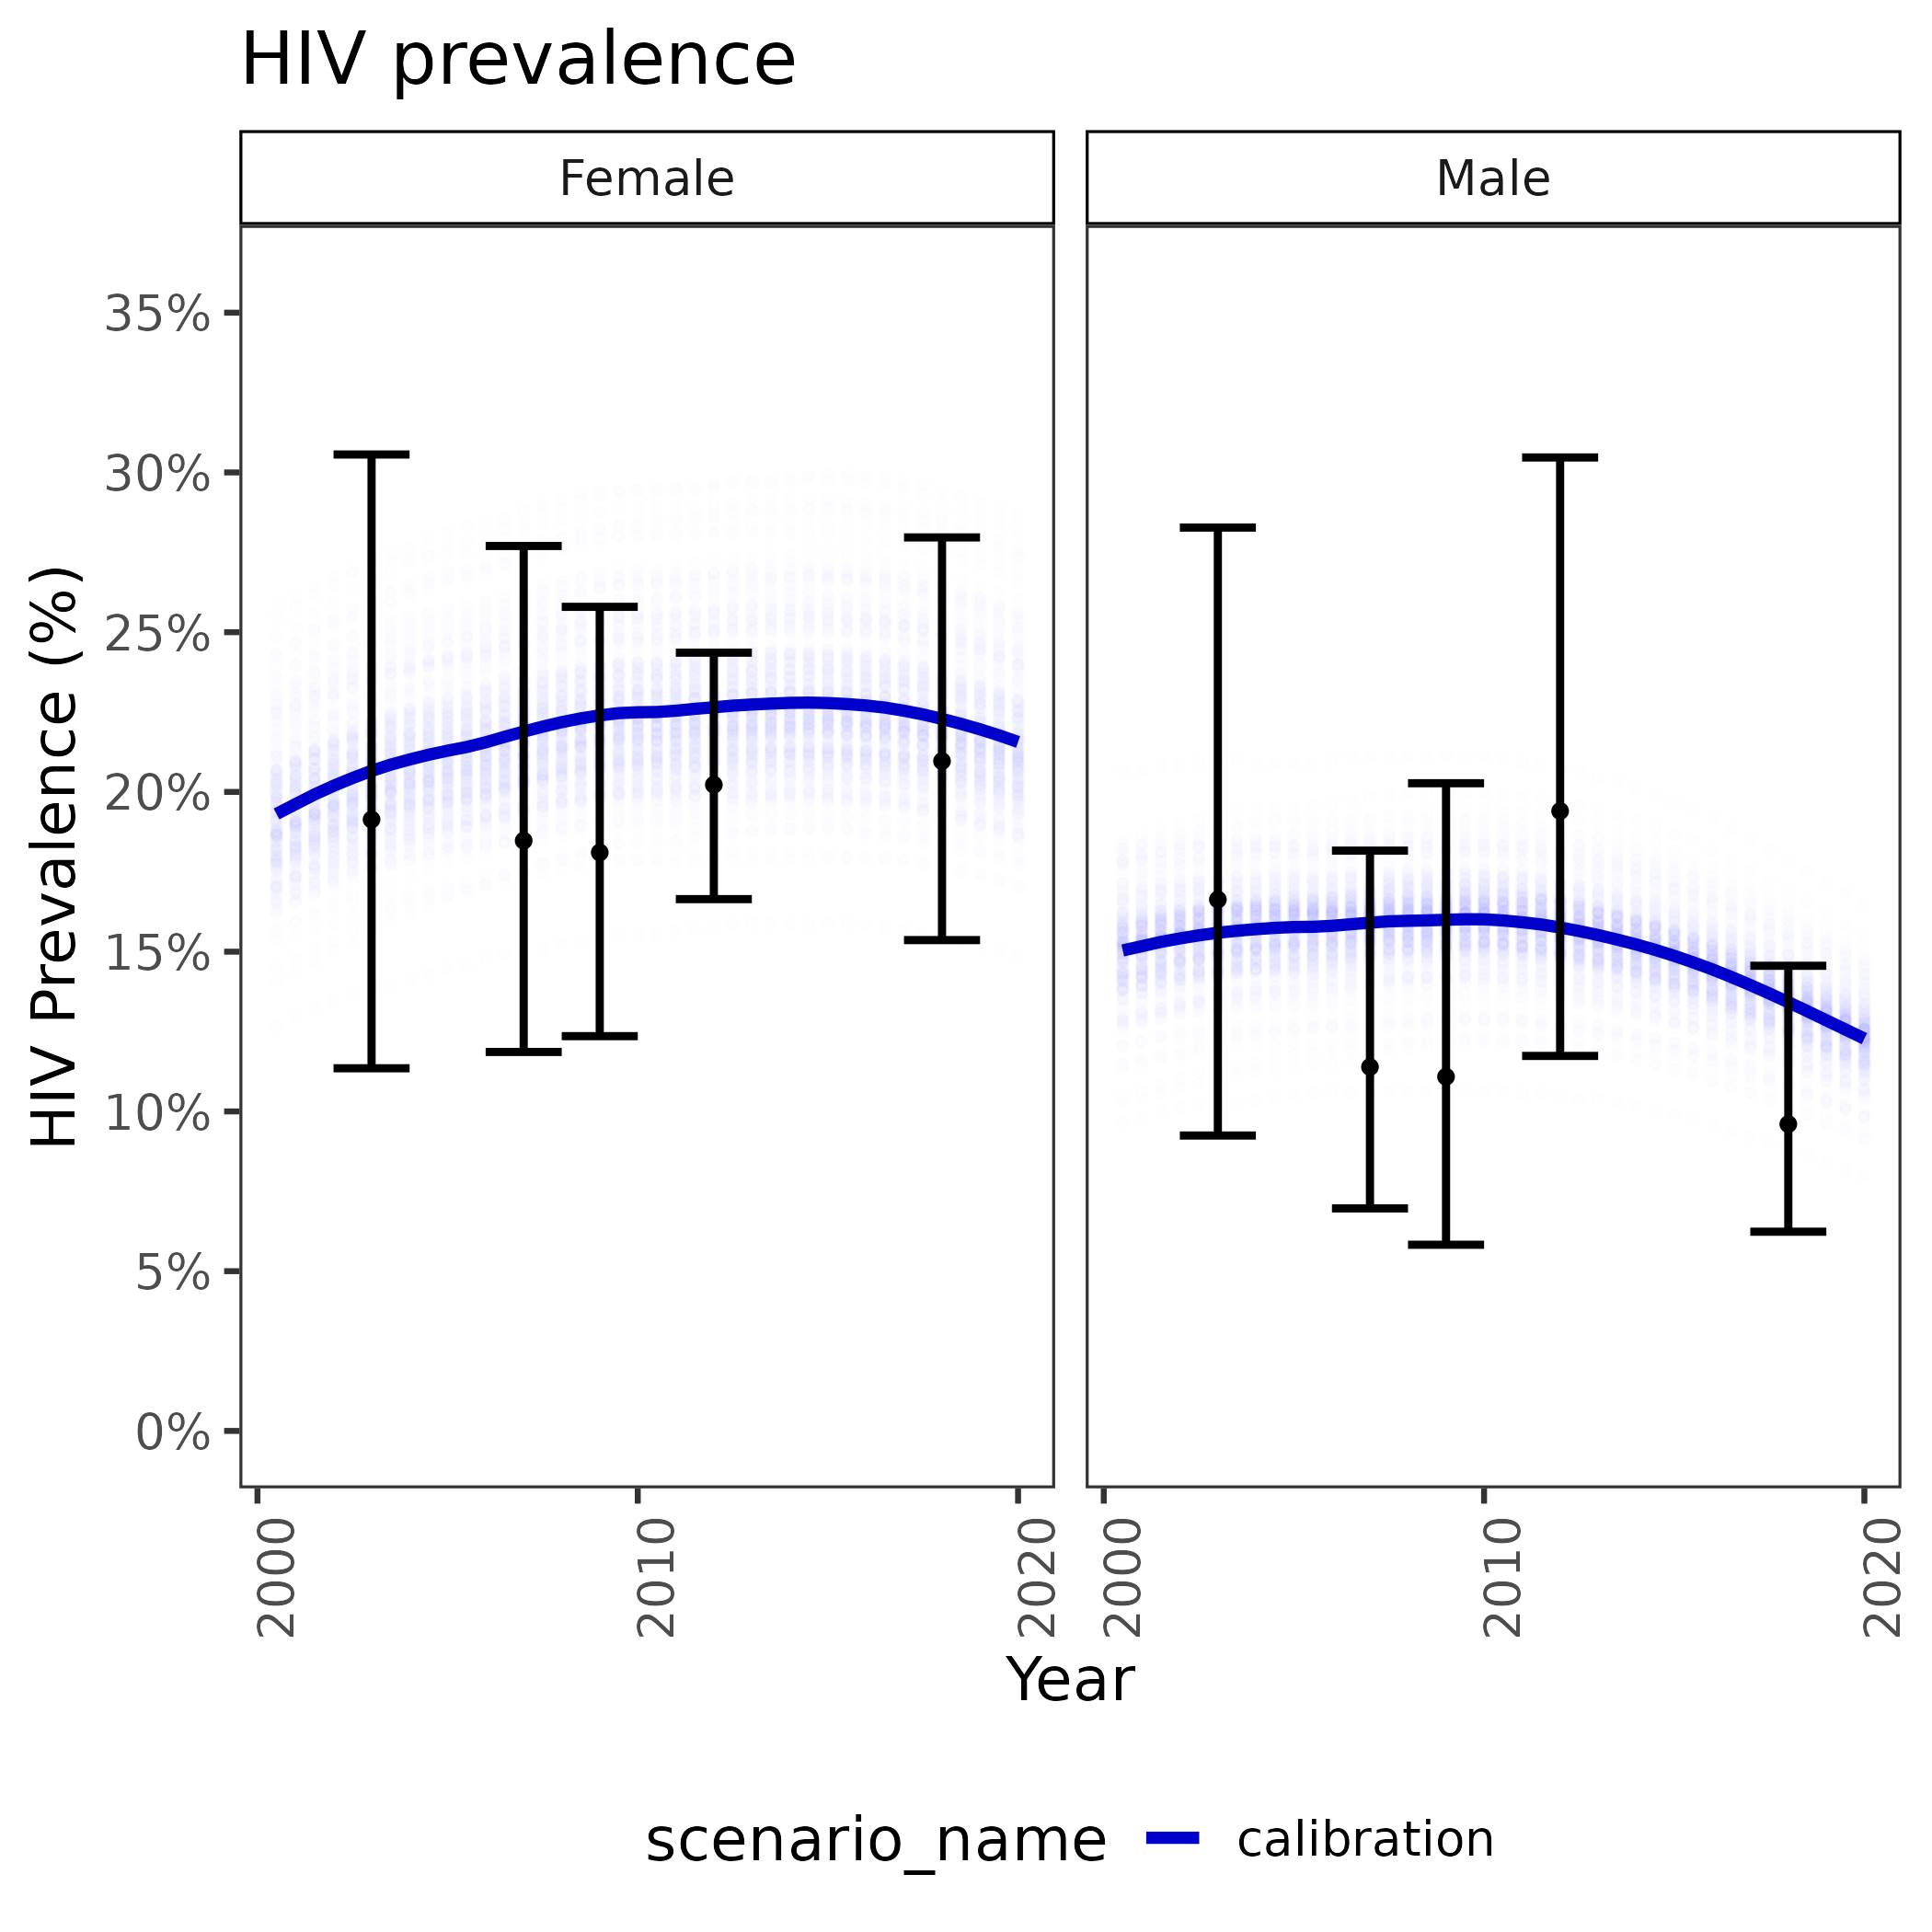 HIV prevalence
Female
Male
HIV Prevalence (%)
35%
30%
25%
20%
15%
10%
5%
0%
2000
2010
2020
2000
2010
2020
Year
scenario_name
calibration